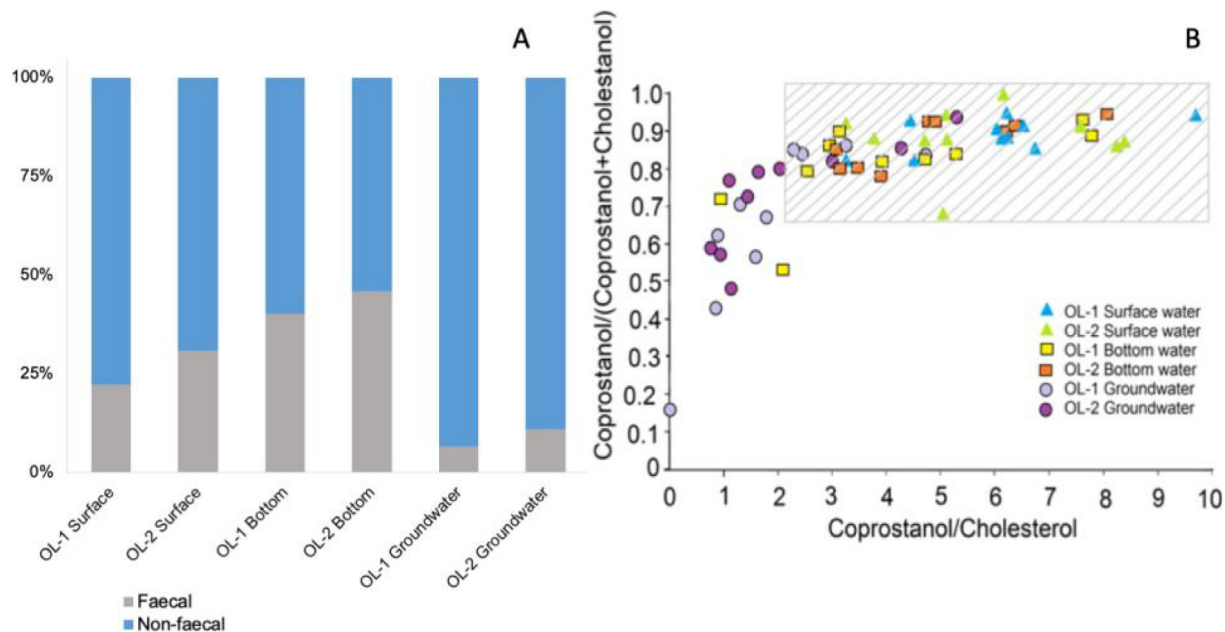 A
100%
75%
50%
25%
0%
OL-1 Surface
OL-2 Surface
OL-1 Bottom
OL-2 Bottom
OL-1 Groundwater
OL-2 Groundwater
Faecal
Non-faecal
B
Coprostanol/(Coprostanol+Cholestanol)
1.0
0.9
0.8
0.7
0.6
0.5
0.4
0.3
0.2
0.1
0
0 1 2 3 4 5 6 7 8 9 10
Coprostanol/Cholesterol
OL-1 Surface water
OL-2 Surface water
OL-1 Bottom water
OL-2 Bottom water
OL-1 Groundwater
OL-2 Groundwater